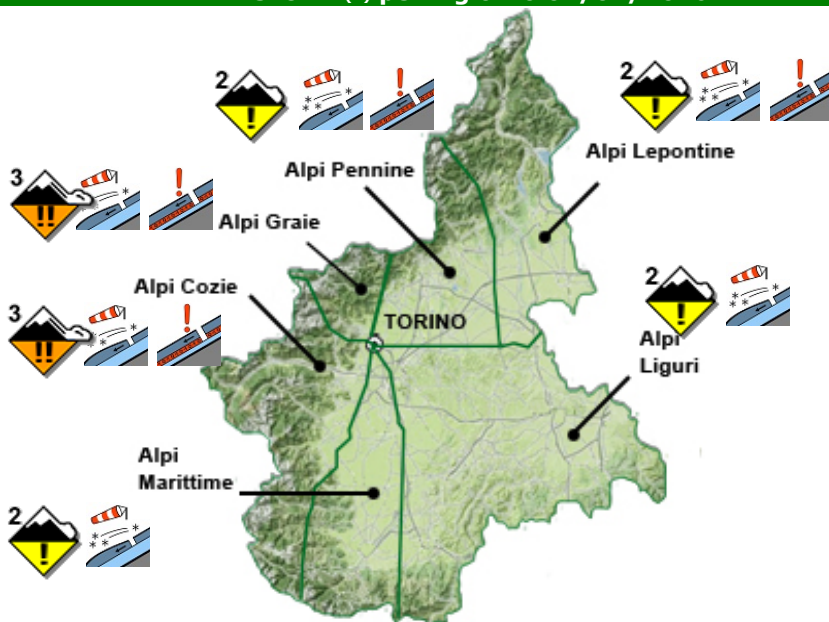 2
2
Alpi Lepontine
Alpi Pennine
3
Alpi Graie
2
Alpi Cozie
3
TORINO
Alpi
Liguri
Alpi
Marittime
2